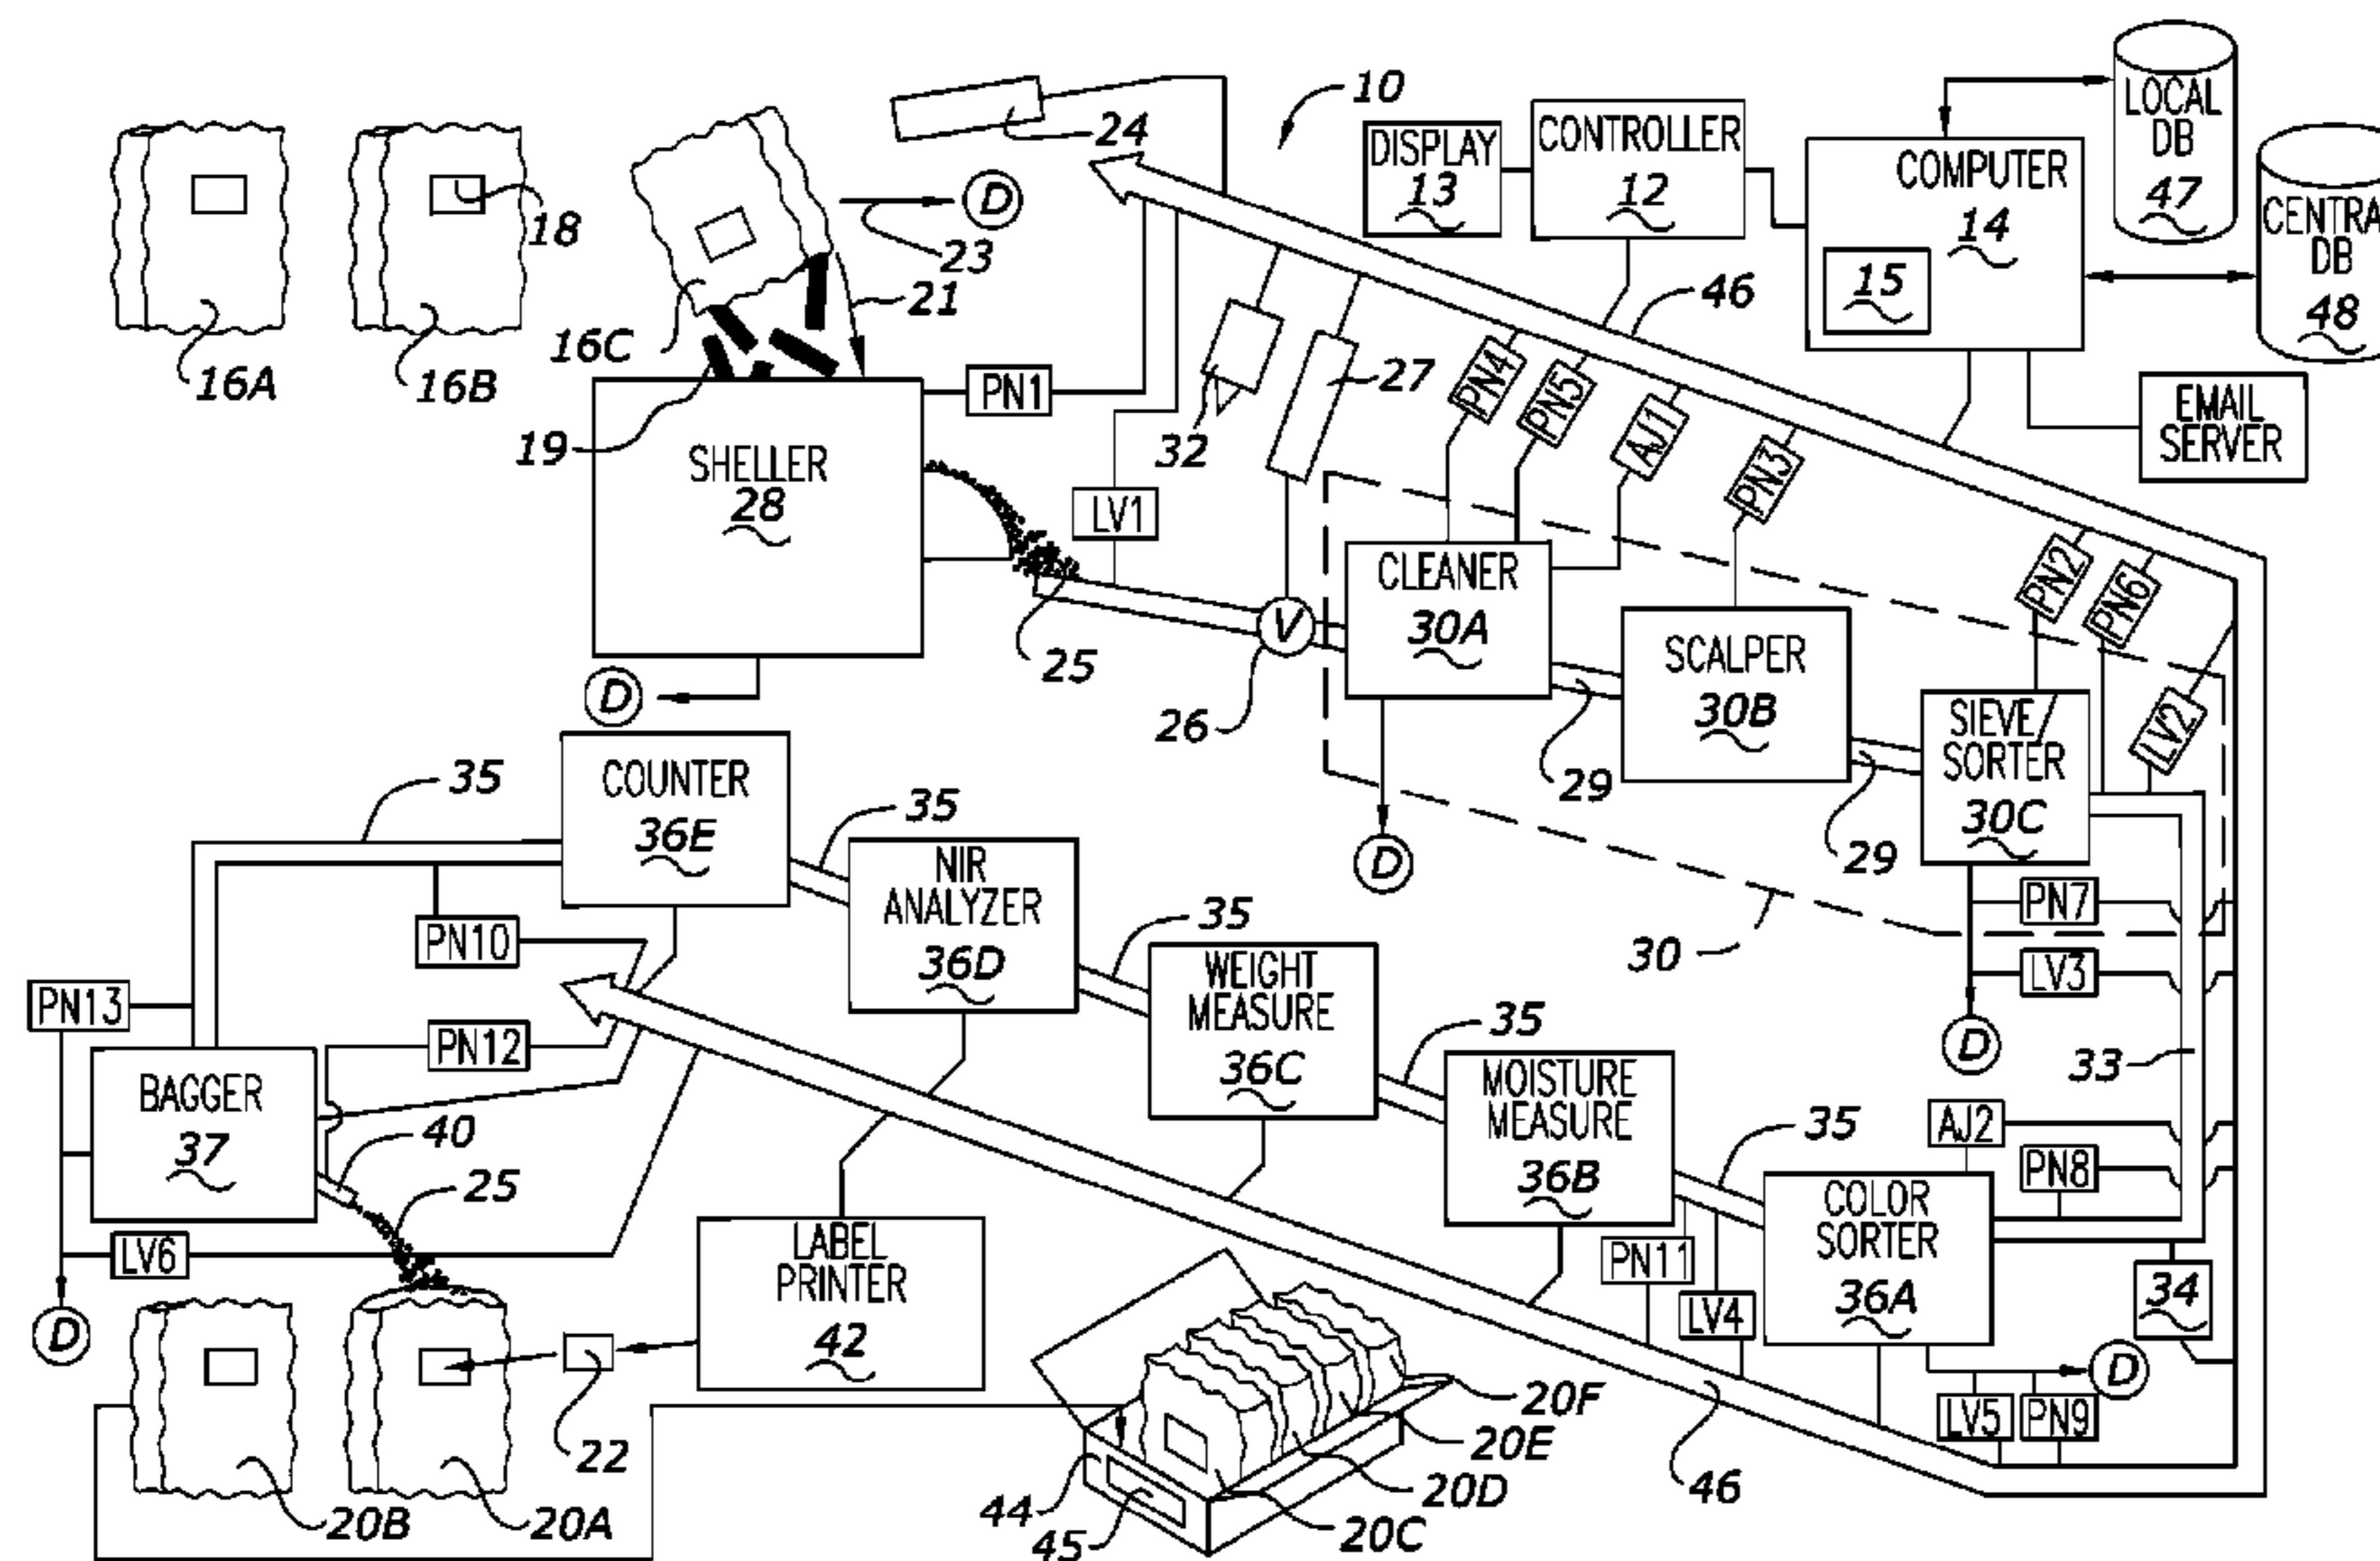 10
24
DISPLAY
13
CONTROLLER
12
COMPUTER
14
15
LOCAL
DB
47
CENTRA
DB
48
EMAIL
SERVER
18
16A
16B
16C
D
23
21
19
PN1
SHELLER
28
D
LV1
25
32
27
46
PN4
PN5
AJ1
PN3
PN2
PN6
LV2
V
26
CLEANER
30A
D
29
SCALPER
30B
29
SIEVE/
SORTER
30C
30
PN7
LV3
D
33
35
COUNTER
36E
35
NIR
ANALYZER
36D
35
WEIGHT
MEASURE
36C
35
MOISTURE
MEASURE
36B
35
COLOR
SORTER
36A
AJ2
PN8
34
D
LV5
PN9
PN11
LV4
46
PN10
PN13
PN12
BAGGER
37
40
25
LV6
D
LABEL
PRINTER
42
22
20B
20A
44
45
20C
20D
20E
20F